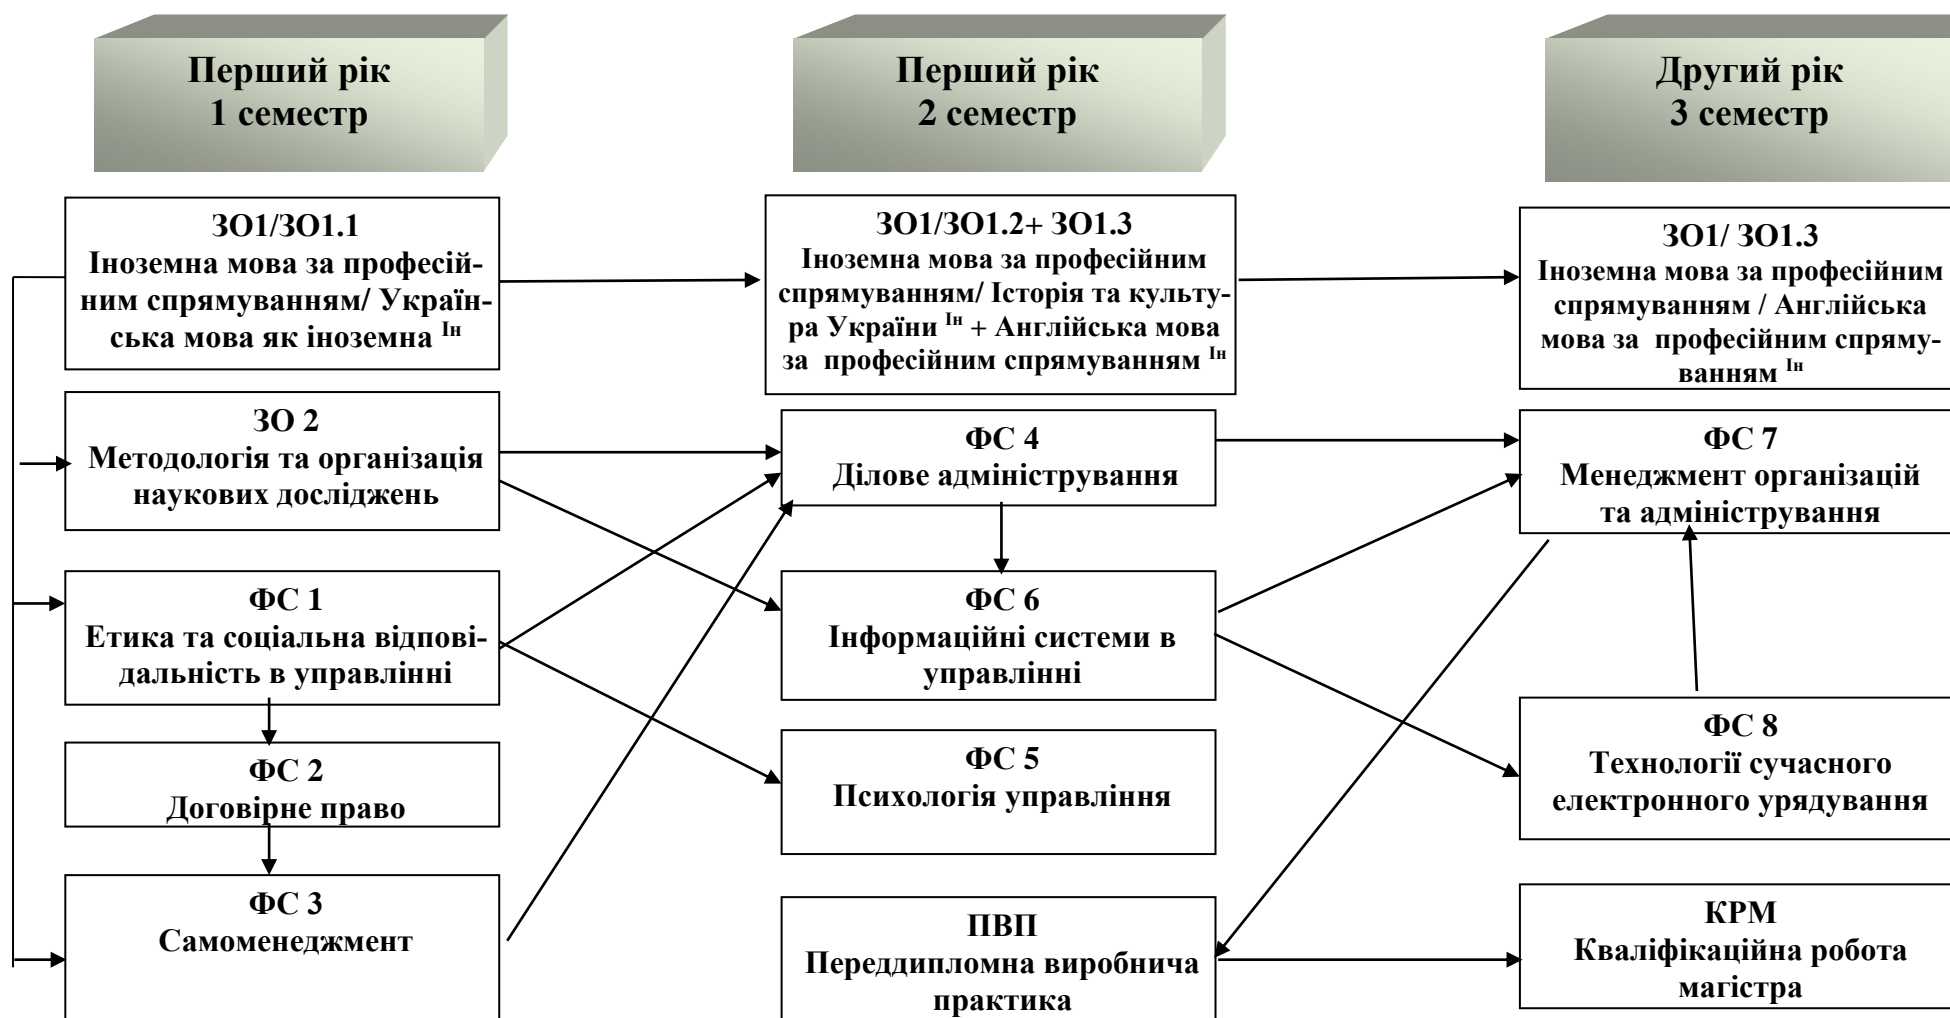 Перший рік
1 семестр
Перший рік
2 семестр
Другий рік
3 семестр
ЗО1/ЗО1.1
Іноземна мова за професій-
ним спрямуванням/ Україн-
ська мова як іноземна Ін
ЗО1/ЗО1.2+ ЗО1.3
Іноземна мова за професійним
спрямуванням/ Історія та культу-
ра України Ін + Англійська мова
за професійним спрямуванням Ін
ЗО1/ ЗО1.3
Іноземна мова за професійним
спрямуванням / Англійська
мова за професійним спряму-
ванням Ін
ЗО 2
Методологія та організація
наукових досліджень
ФС 4
Ділове адміністрування
ФС 7
Менеджмент організацій
та адміністрування
ФС 1
Етика та соціальна відпові-
дальність в управлінні
ФС 6
Інформаційні системи в
управлінні
ФС 8
Технології сучасного
електронного урядування
ФС 2
Договірне право
ФС 5
Психологія управління
ФС 3
Самоменеджмент
ПВП
Переддипломна виробнича
практика
КРМ
Кваліфікаційна робота
магістра